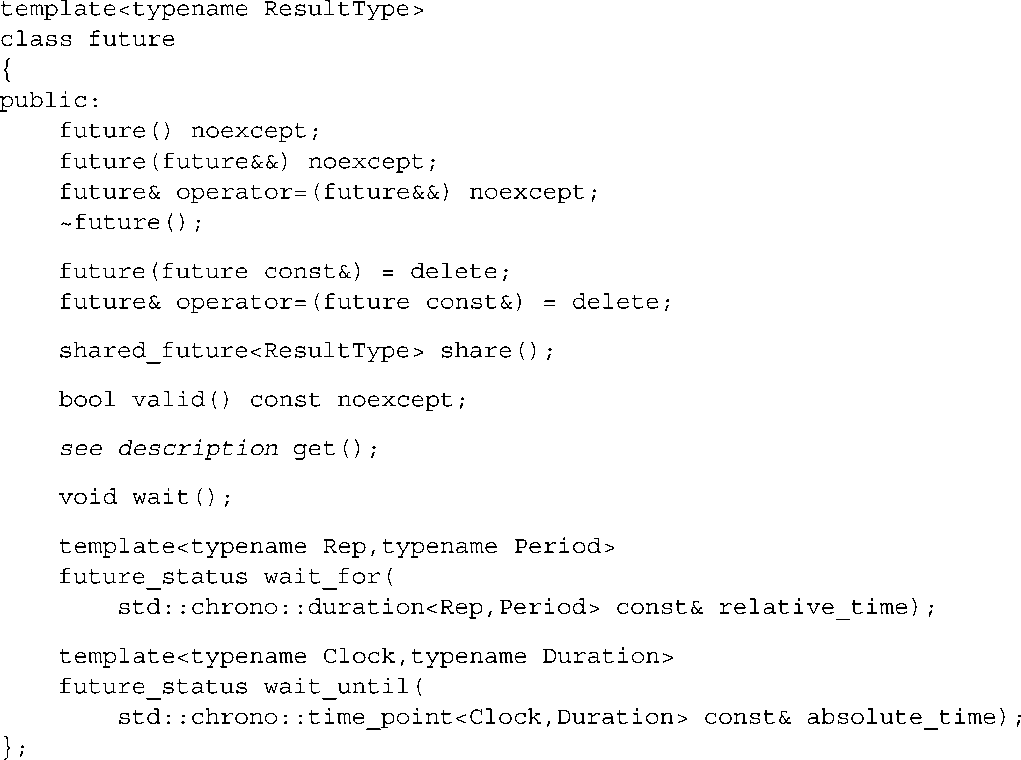 template<typename ResultType>
class future
{
public:
    future() noexcept;
    future(future&&) noexcept;
    future& operator=(future&&) noexcept;
    ~future();

    future(future const&) = delete;
    future& operator=(future const&) = delete;

    shared_future<ResultType> share();

    bool valid() const noexcept;

    see description get();

    void wait();

    template<typename Rep,typename Period>
    future_status wait_for(
        std::chrono::duration<Rep,Period> const& relative_time);

    template<typename Clock,typename Duration>
    future_status wait_until(
        std::chrono::time_point<Clock,Duration> const& absolute_time);
};